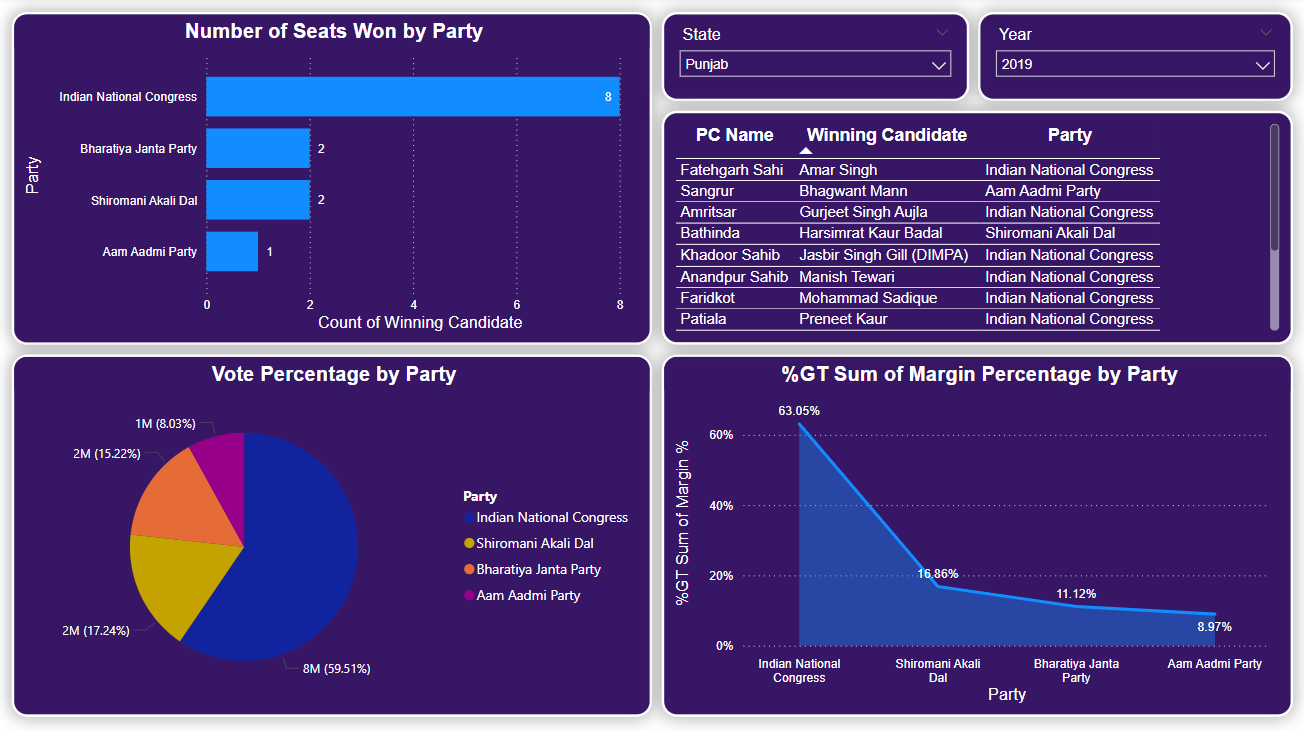 Number of Seats Won by Party
Party
Indian National Congress
8
Bharatiya Janta Party
2
Shiromani Akali Dal
2
Aam Aadmi Party
1
0 2 4 6 8
Count of Winning Candidate
State
Punjab
Year
2019
PC Name Winning Candidate Party
Fatehgarh Sahi Amar Singh Indian National Congress
Sangrur Bhagwant Mann Aam Aadmi Party
Amritsar Gurjeet Singh Aujla Indian National Congress
Bathinda Harsimrat Kaur Badal Shiromani Akali Dal
Khadoor Sahib Jasbir Singh Gill (DIMPA) Indian National Congress
Anandpur Sahib Manish Tewari Indian National Congress
Faridkot Mohammad Sadique Indian National Congress
Patiala Preneet Kaur Indian National Congress
Vote Percentage by Party
1M (8.03%)
2M (15.22%)
2M (17.24%)
8M (59.51%)
Party
Indian National Congress
Shiromani Akali Dal
Bharatiya Janta Party
Aam Aadmi Party
%GT Sum of Margin Percentage by Party
%GT Sum of Margin %
60%
40%
20%
0%
63.05%
16.86%
11.12%
8.97%
Indian National Congress
Shiromani Akali Dal
Bharatiya Janta Party
Aam Aadmi Party
Party